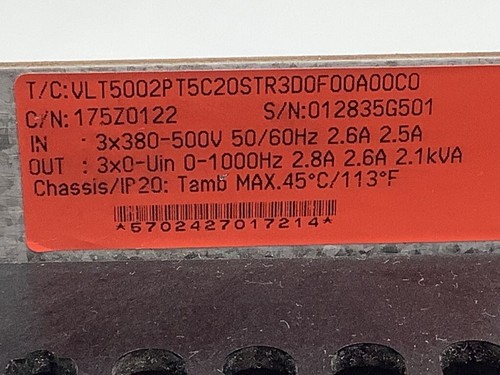 T/C:VLT5002PT5C20STR3D0F00A00C0
C/N:175Z0122 S/N:012835G501
IN : 3x380-500V 50/60Hz 2.6A 2.5A
OUT : 3x0-Uin 0-1000Hz 2.8A 2.6A 2.1kVA
Chassis/IP20: Tamb MAX.45°C/113°F
*5702427017214*